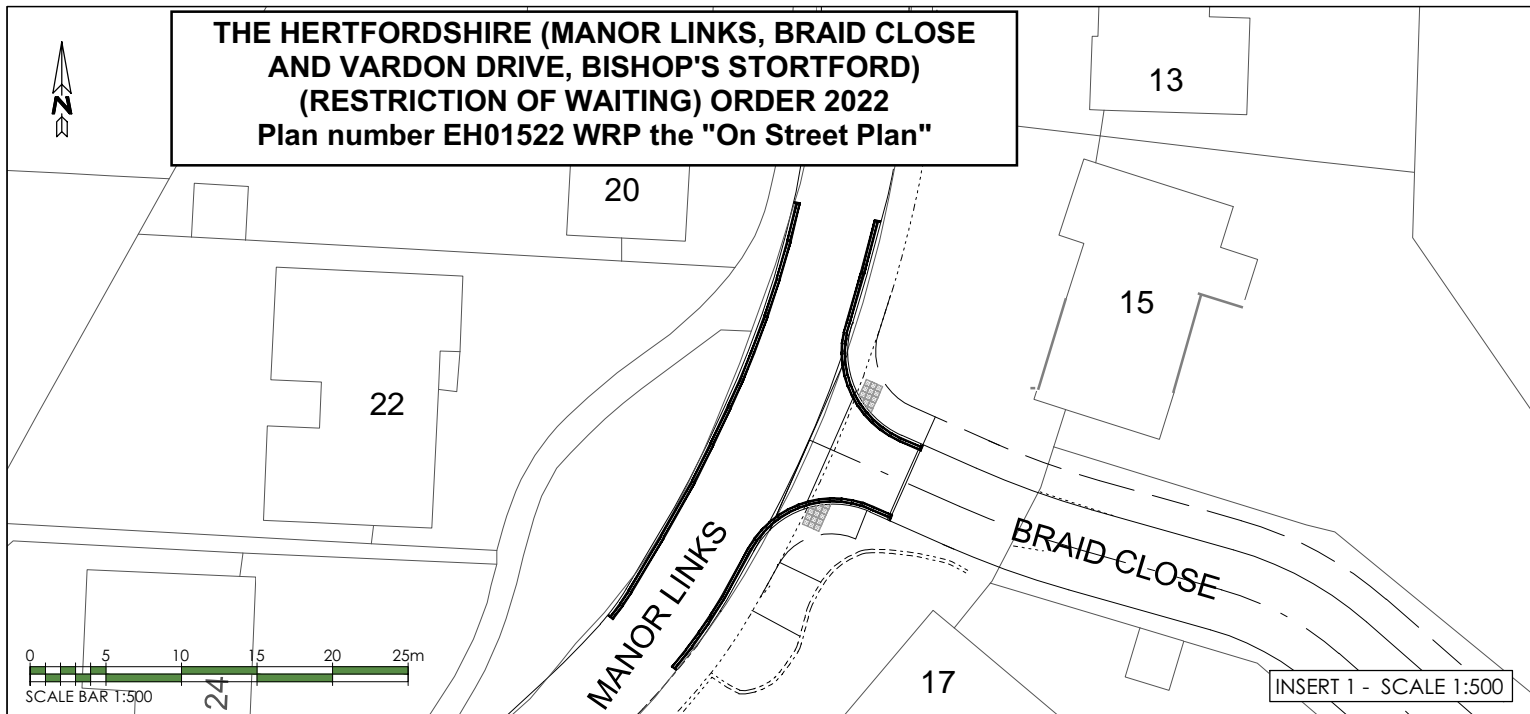 THE HERTFORDSHIRE (MANOR LINKS, BRAID CLOSE
AND VARDON DRIVE, BISHOP'S STORTFORD)
(RESTRICTION OF WAITING) ORDER 2022
Plan number EH01522 WRP the "On Street Plan"
N
13
20
15
22
BRAID CLOSE
MANOR LINKS
17
24
0 5 10 15 20 25m
SCALE BAR 1:500
INSERT 1 - SCALE 1:500